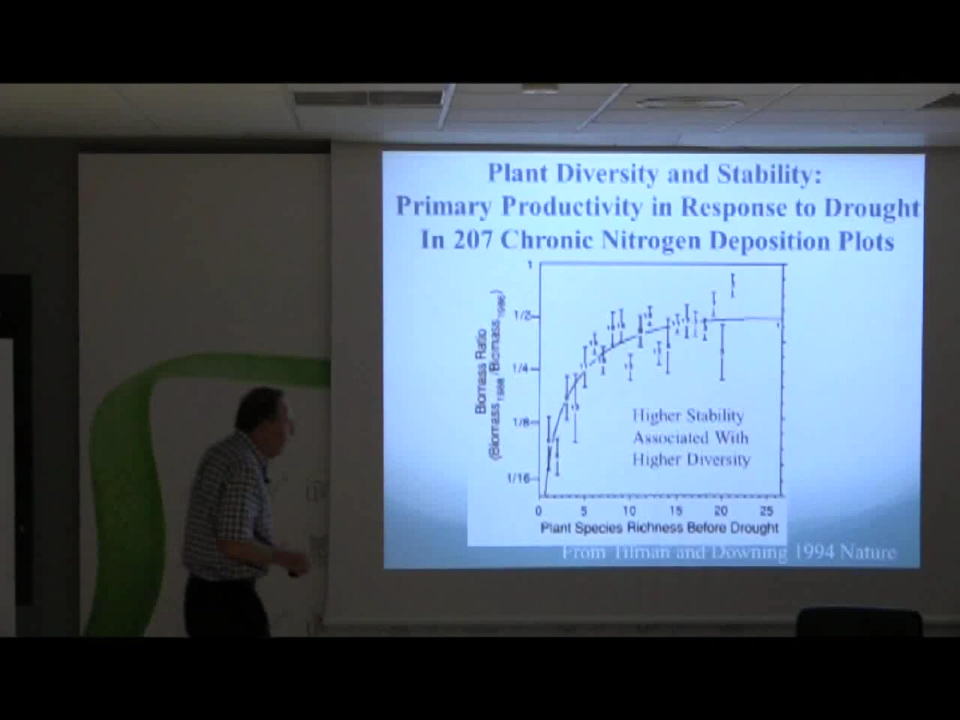 Plant Diversity and Stability:
Primary Productivity in Response to Drought
In 207 Chronic Nitrogen Deposition Plots
Biomass Ratio
(Biomass1988/Biomass1986)
1
1/2
1/4
1/8
1/16
Higher Stability
Associated With
Higher Diversity
0 5 10 15 20 25
Plant Species Richness Before Drought
From Tilman and Downing 1994 Nature